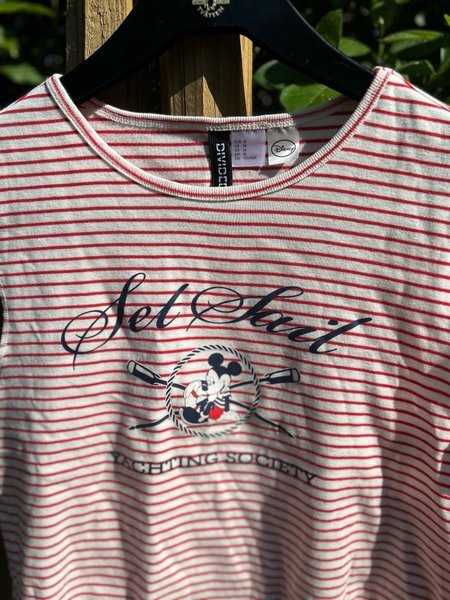 DIVIDED
Disney
Set Sail
YACHTING SOCIETY